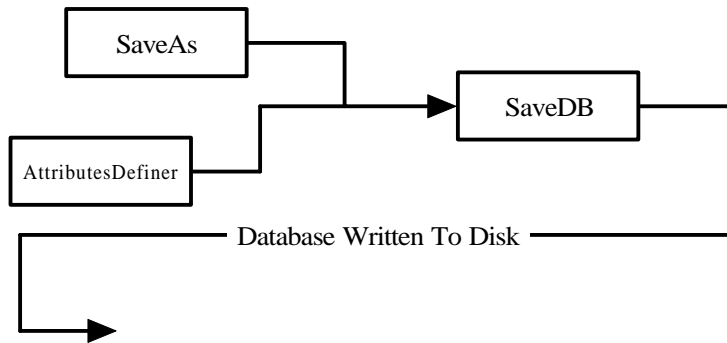 SaveAs
SaveDB
AttributesDefiner
Database Written To Disk